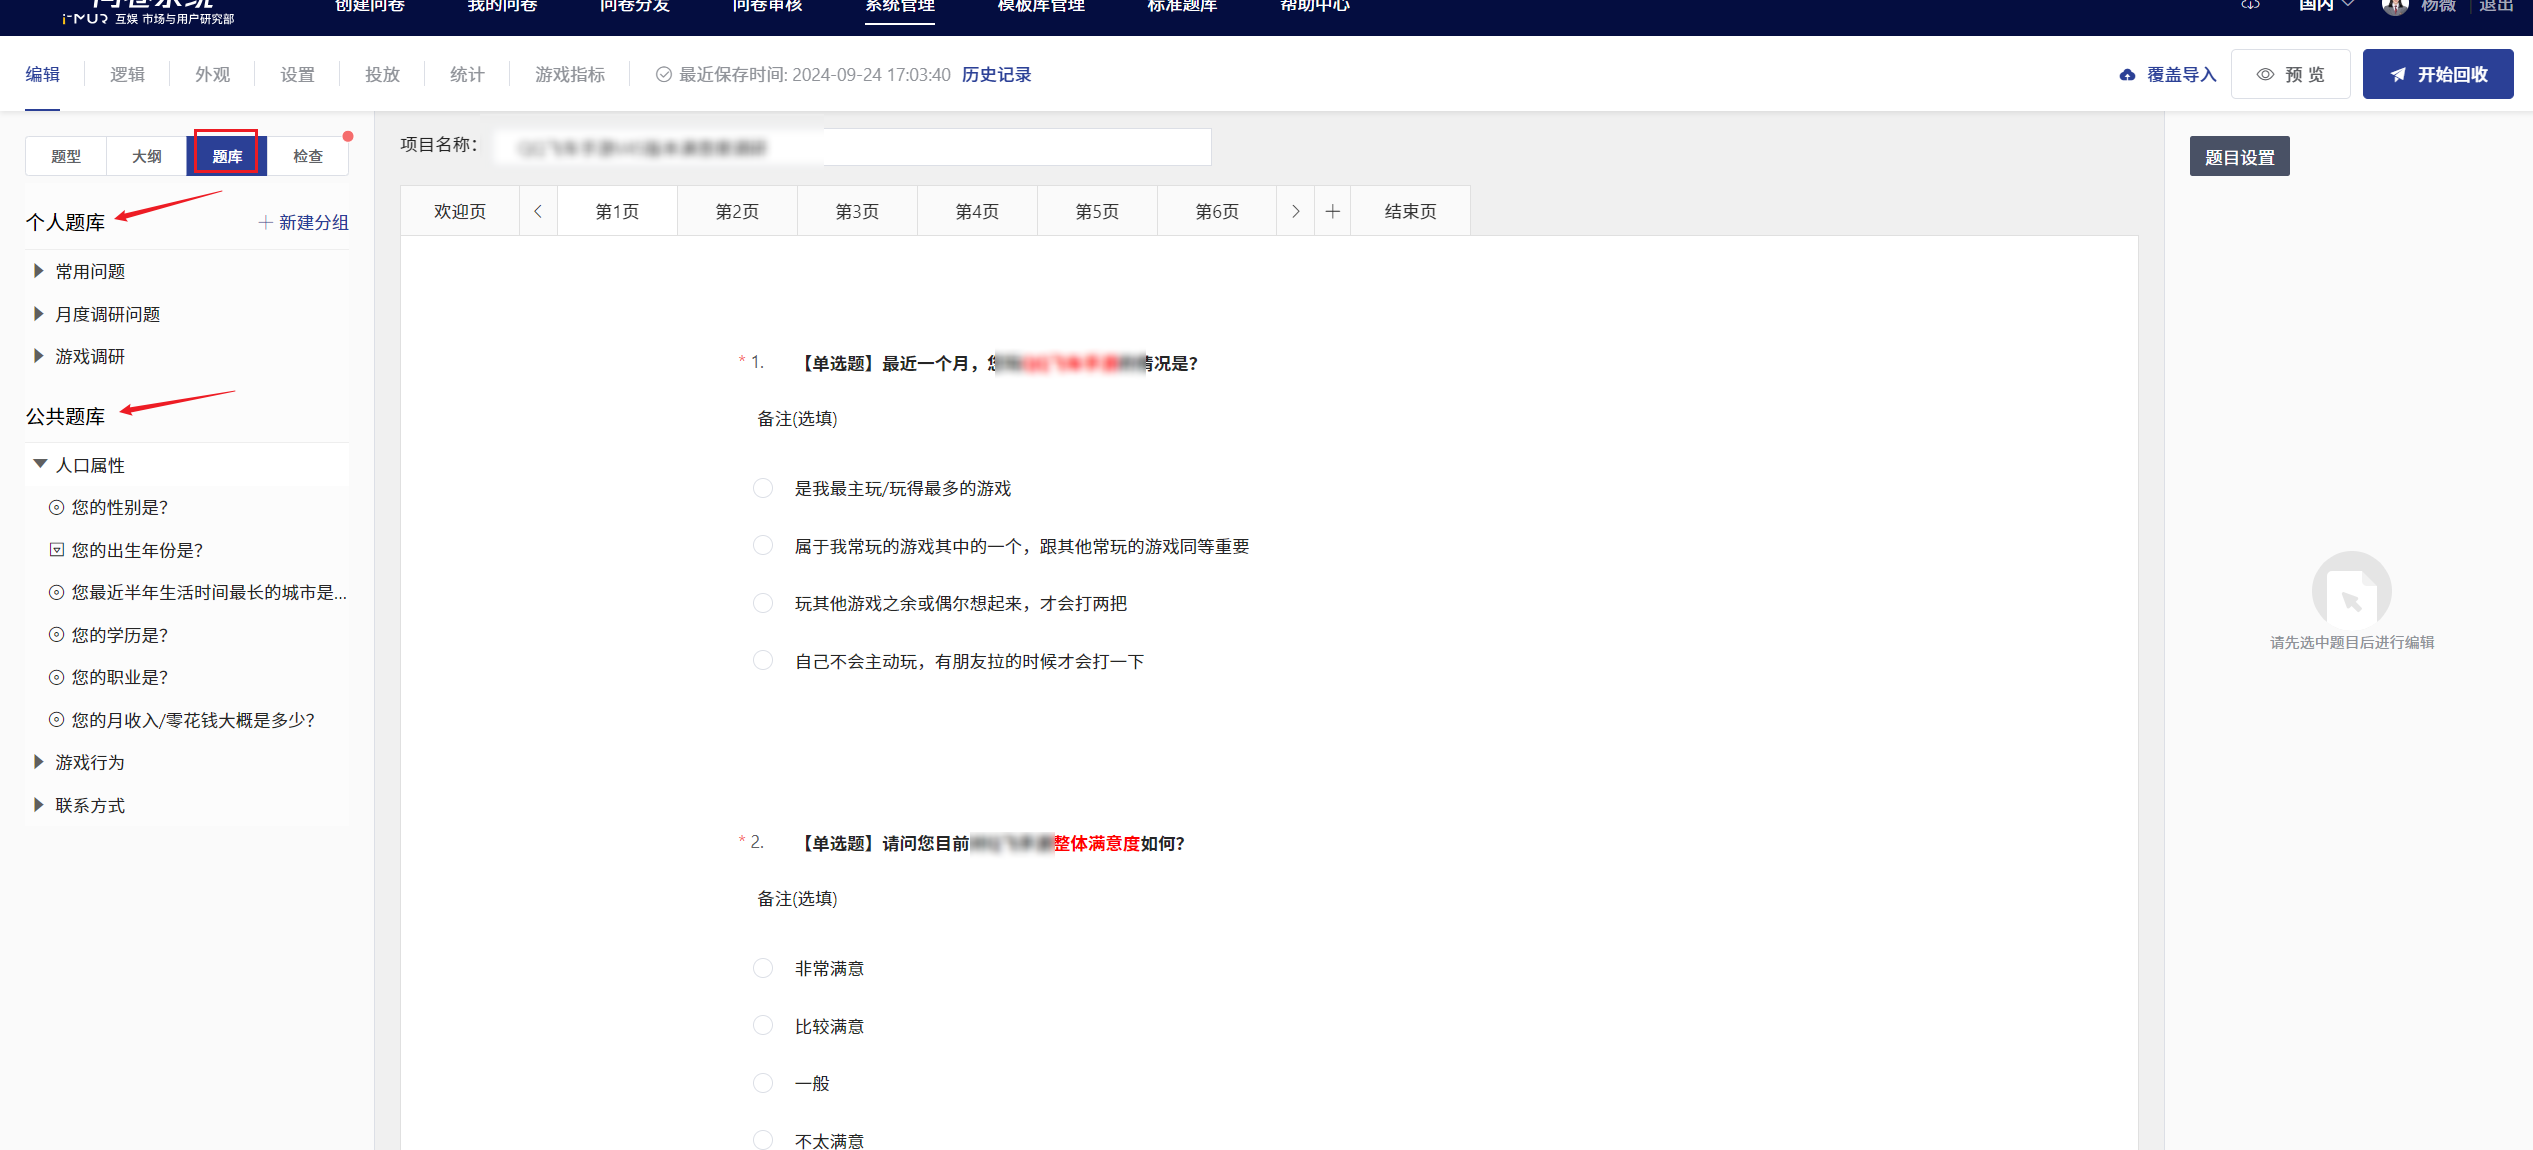 问卷系统
i-MUR 互娱 市场与用户研究部
创建问卷 我的问卷 问卷分发 问卷审核 系统管理 模板库管理 标准题库 帮助中心 国内 杨薇 退出
编辑 逻辑 外观 设置 投放 统计 游戏指标 最近保存时间: 2024-09-24 17:03:40 历史记录 覆盖导入 预 览 开始回收
题型 大纲 题库 检查
个人题库 新建分组
常用问题
月度调研问题
游戏调研
公共题库
人口属性
您的性别是?
您的出生年份是?
您最近半年生活时间最长的城市是...
您的学历是?
您的职业是?
您的月收入/零花钱大概是多少?
游戏行为
联系方式
项目名称:
欢迎页 第1页 第2页 第3页 第4页 第5页 第6页 结束页
* 1. 【单选题】最近一个月，情况是?
备注(选填)
是我最主玩/玩得最多的游戏
属于我常玩的游戏其中的一个，跟其他常玩的游戏同等重要
玩其他游戏之余或偶尔想起来，才会打两把
自己不会主动玩，有朋友拉的时候才会打一下
* 2. 【单选题】请问您目前整体满意度如何?
备注(选填)
非常满意
比较满意
一般
不太满意
题目设置
请先选中题目后进行编辑